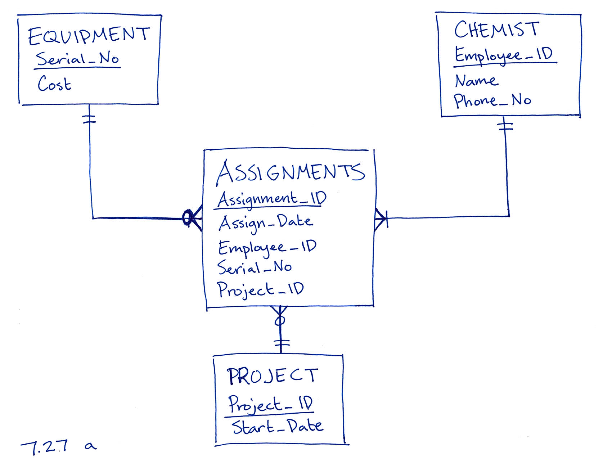 EQUIPMENT
Serial_No
Cost
CHEMIST
Employee_ID
Name
Phone_No
ASSIGNMENTS
Assignment_ID
Assign_Date
Employee_ID
Serial_No
Project_ID
PROJECT
Project_ID
Start_Date
7.27 a